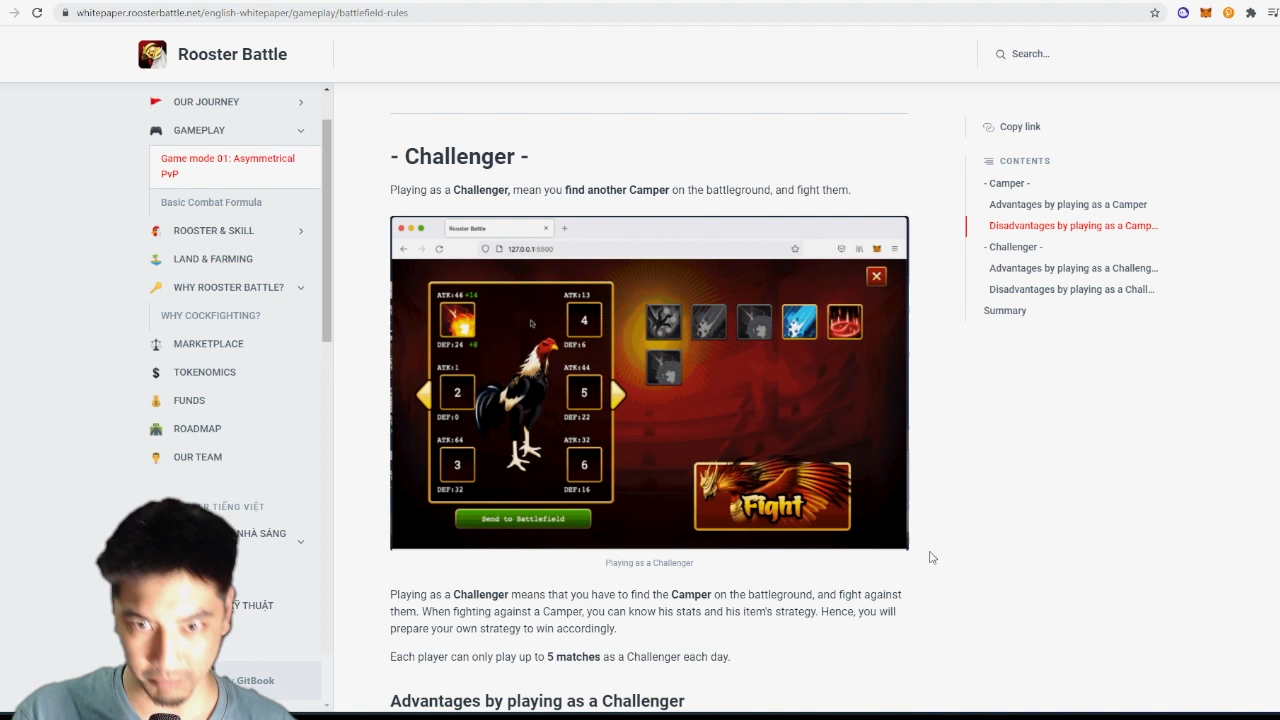 whitepaper.roosterbattle.net/english-whitepaper/gameplay/battlefield-rules
Rooster Battle
Search...
OUR JOURNEY
GAMEPLAY
Game mode 01: Asymmetrical
PvP
Basic Combat Formula
ROOSTER & SKILL
LAND & FARMING
WHY ROOSTER BATTLE?
WHY COCKFIGHTING?
MARKETPLACE
$ TOKENOMICS
FUNDS
ROADMAP
OUR TEAM
TIẾNG VIỆT
NHÀ SÁNG
THUẬT
GitBook
- Challenger -
Playing as a Challenger, mean you find another Camper on the battleground, and fight them.
Rooster Battle
127.0.0.1:5500
ATK:46 +14
ATK:13
4
DEF:24 +8
DEF:6
ATK:1
ATK:44
2
5
DEF:0
DEF:22
ATK:64
ATK:32
3
6
DEF:32
DEF:16
Send to Battlefield
Fight
Playing as a Challenger
Playing as a Challenger means that you have to find the Camper on the battleground, and fight against
them. When fighting against a Camper, you can know his stats and his item's strategy. Hence, you will
prepare your own strategy to win accordingly.
Each player can only play up to 5 matches as a Challenger each day.
Advantages by playing as a Challenger
Copy link
CONTENTS
- Camper -
Advantages by playing as a Camper
Disadvantages by playing as a Camp...
- Challenger -
Advantages by playing as a Challeng...
Disadvantages by playing as a Chall...
Summary